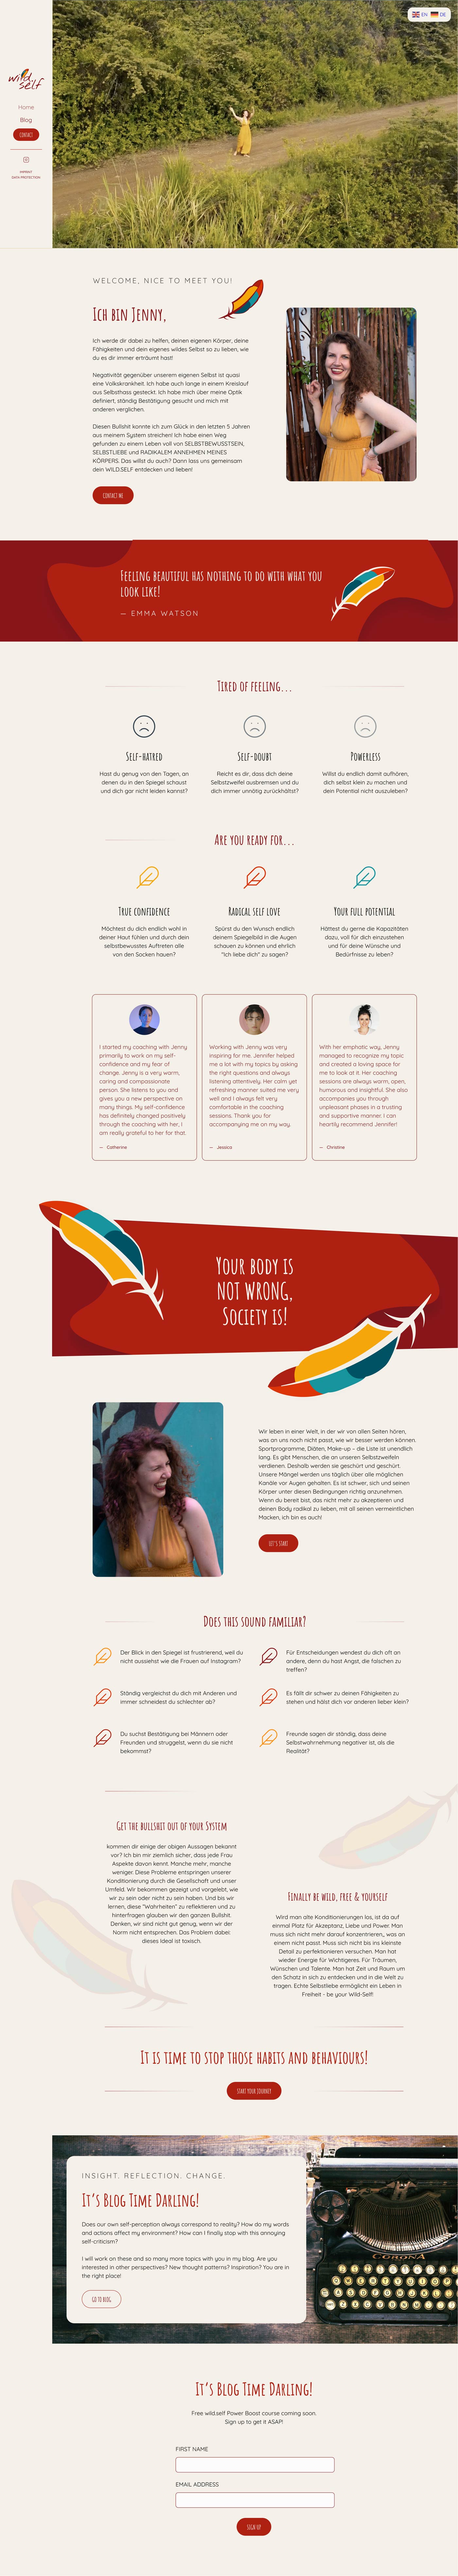 wild
self
Home
Blog
CONTACT
IMPRINT
DATA PROTECTION
EN
DE
WELCOME, NICE TO MEET YOU!
Ich bin Jenny,
Ich werde dir dabei zu helfen, deinen eigenen Körper, deine
Fähigkeiten und dein eigenes wildes Selbst so zu lieben, wie
du es dir immer erträumt hast!
Negativität gegenüber unserem eigenen Selbst ist quasi
eine Volkskrankheit. Ich habe auch lange in einem Kreislauf
aus Selbsthass gesteckt. Ich habe mich über meine Optik
definiert, ständig Bestätigung gesucht und mich mit
anderen verglichen.
Diesen Bullshit konnte ich zum Glück in den letzten 5 Jahren
aus meinem System streichen! Ich habe einen Weg
gefunden zu einem Leben voll von SELBSTBEWUSSTSEIN,
SELBSTLIEBE und RADIKALEM ANNEHMEN MEINES
KÖRPERS. Das willst du auch? Dann lass uns gemeinsam
dein WILD.SELF entdecken und lieben!
CONTACT ME
Feeling beautiful has nothing to do with what you
look like!
— EMMA WATSON
Tired of feeling...
Self-hatred
Self-doubt
Powerless
Hast du genug von den Tagen, an
denen du in den Spiegel schaust
und dich gar nicht leiden kannst?
Reicht es dir, dass dich deine
Selbstzweifel ausbremsen und du
dich immer unnötig zurückhältst?
Willst du endlich damit aufhören,
dich selbst klein zu machen und
dein Potential nicht auszuleben?
Are you ready for...
True confidence
Radical self love
Your full potential
Möchtest du dich endlich wohl in
deiner Haut fühlen und durch dein
selbstbewusstes Auftreten alle
von den Socken hauen?
Spürst du den Wunsch endlich
deinem Spiegelbild in die Augen
schauen zu können und ehrlich
"Ich liebe dich" zu sagen?
Hättest du gerne die Kapazitäten
dazu, voll für dich einzustehen
und für deine Wünsche und
Bedürfnisse zu leben?
I started my coaching with Jenny
primarily to work on my self-
confidence and my fear of
change. Jenny is a very warm,
caring and compassionate
person. She listens to you and
gives you a new perspective on
many things. My self-confidence
has definitely changed positively
through the coaching with her, I
am really grateful to her for that.
— Catherine
Working with Jenny was very
inspiring for me. Jennifer helped
me a lot with my topics by asking
the right questions and always
listening attentively. Her calm yet
refreshing manner suited me very
well and I always felt very
comfortable in the coaching
sessions. Thank you for
accompanying me on my way.
— Jessica
With her emphatic way, Jenny
managed to recognize my topic
and created a loving space for
me to look at it. Her coaching
sessions are always warm, open,
humorous and insightful. She also
accompanies you through
unpleasant phases in a trusting
and supportive manner. I can
heartily recommend Jennifer!
— Christine
Your body is
not wrong,
Society is!
Wir leben in einer Welt, in der wir von allen Seiten hören,
was an uns noch nicht passt, wie wir besser werden können.
Sportprogramme, Diäten, Make-up – die Liste ist unendlich
lang. Es gibt Menschen, die an unseren Selbstzweifeln
verdienen. Deshalb werden sie geschürt und geschürt.
Unsere Mängel werden uns täglich über alle möglichen
Kanäle vor Augen gehalten. Es ist schwer, sich und seinen
Körper unter diesen Bedingungen richtig anzunehmen.
Wenn du bereit bist, das nicht mehr zu akzeptieren und
deinen Body radikal zu lieben, mit all seinen vermeintlichen
Macken, ich bin es auch!
LET'S START
Does this sound familiar?
Der Blick in den Spiegel ist frustrierend, weil du
nicht aussiehst wie die Frauen auf Instagram?
Für Entscheidungen wendest du dich oft an
andere, denn du hast Angst, die falschen zu
treffen?
Ständig vergleichst du dich mit Anderen und
immer schneidest du schlechter ab?
Es fällt dir schwer zu deinen Fähigkeiten zu
stehen und hälst dich vor anderen lieber klein?
Du suchst Bestätigung bei Männern oder
Freunden und struggelst, wenn du sie nicht
bekommst?
Freunde sagen dir ständig, dass deine
Selbstwahrnehmung negativer ist, als die
Realität?
Get the bullshit out of your System
kommen dir einige der obigen Aussagen bekannt
vor? Ich bin mir ziemlich sicher, dass jede Frau
Aspekte davon kennt. Manche mehr, manche
weniger. Diese Probleme entspringen unserer
Konditionierung durch die Gesellschaft und unser
Umfeld. Wir bekommen gezeigt und vorgelebt, wie
wir zu sein oder nicht zu sein haben. Und bis wir
lernen, diese "Wahrheiten" zu reflektieren und zu
hinterfragen glauben wir den ganzen Bullshit.
Denken, wir sind nicht gut genug, wenn wir der
Norm nicht entsprechen. Das Problem dabei:
dieses Ideal ist toxisch.
Finally be wild, free & yourself
Wird man alte Konditionierungen los, ist da auf
einmal Platz für Akzeptanz, Liebe und Power. Man
muss sich nicht mehr darauf konzentrieren,, was an
einem nicht passt. Muss sich nicht bis ins kleinste
Detail zu perfektionieren versuchen. Man hat
wieder Energie für Wichtigeres. Für Träumen,
Wünschen und Talente. Man hat Zeit und Raum um
den Schatz in sich zu entdecken und in die Welt zu
tragen. Echte Selbstliebe ermöglicht ein Leben in
Freiheit - be your Wild-Self!
It is time to stop those habits and behaviours!
START YOUR JOURNEY
INSIGHT. REFLECTION. CHANGE.
It's Blog Time Darling!
Does our own self-perception always correspond to reality? How do my words
and actions affect my environment? How can I finally stop with this annoying
self-criticism?
I will work on these and so many more topics with you in my blog. Are you
interested in other perspectives? New thought patterns? Inspiration? You are in
the right place!
GO TO BLOG
CORONA
It's Blog Time Darling!
Free wild.self Power Boost course coming soon.
Sign up to get it ASAP!
FIRST NAME
EMAIL ADDRESS
SIGN UP